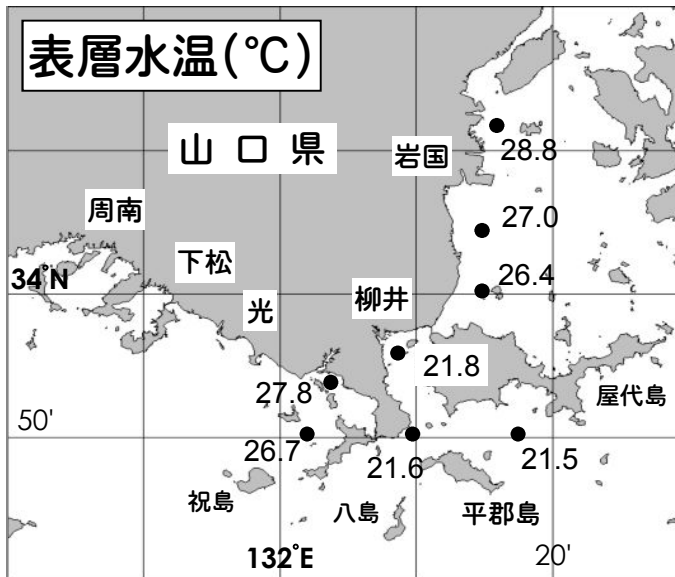 表層水温(℃)
山口県
岩国
28.8
周南
27.0
下松
26.4
34°N
光
柳井
21.8
27.8
屋代島
50'
26.7
21.6
21.5
祝島
八島
平郡島
132°E
20'